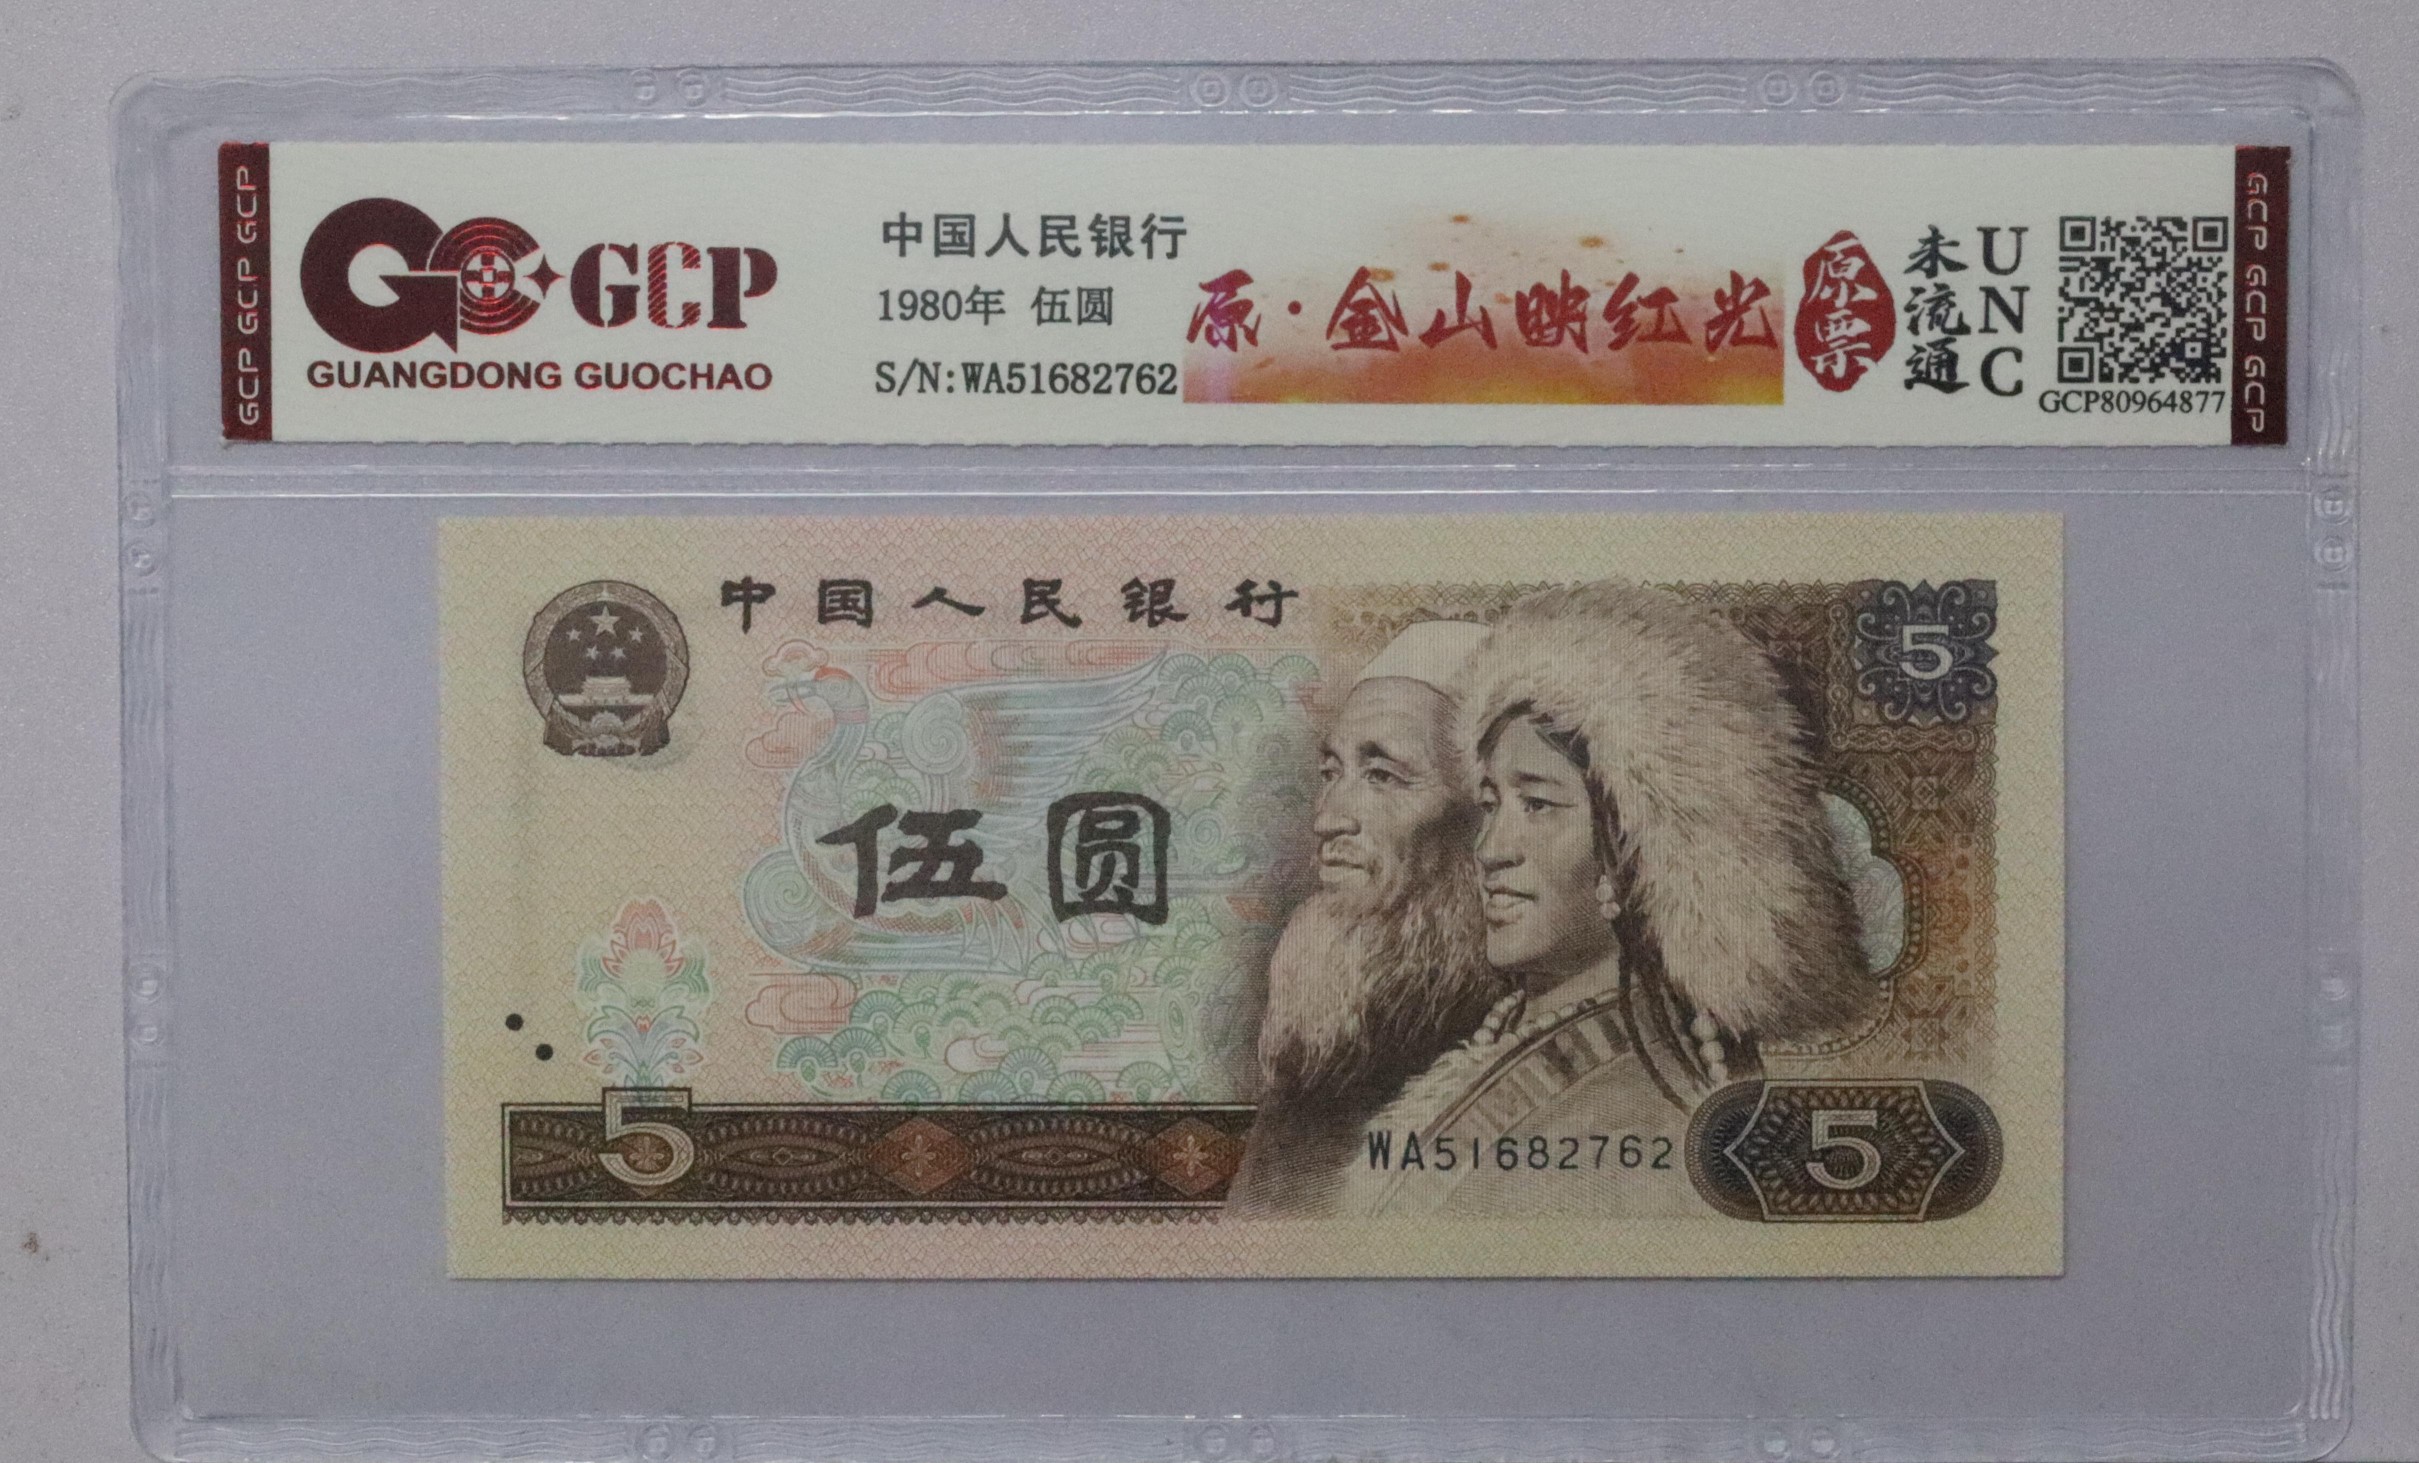 GCP GCP GCP
GCP
GUANGDONG GUOCHAO
中国人民银行
1980年 伍圆
S/N:WA51682762
原·金山映红光
原票
未流通
UNC
GCP80964877
GCP GCP GCP
中国人民银行
5
伍圆
5
WA51682762
5